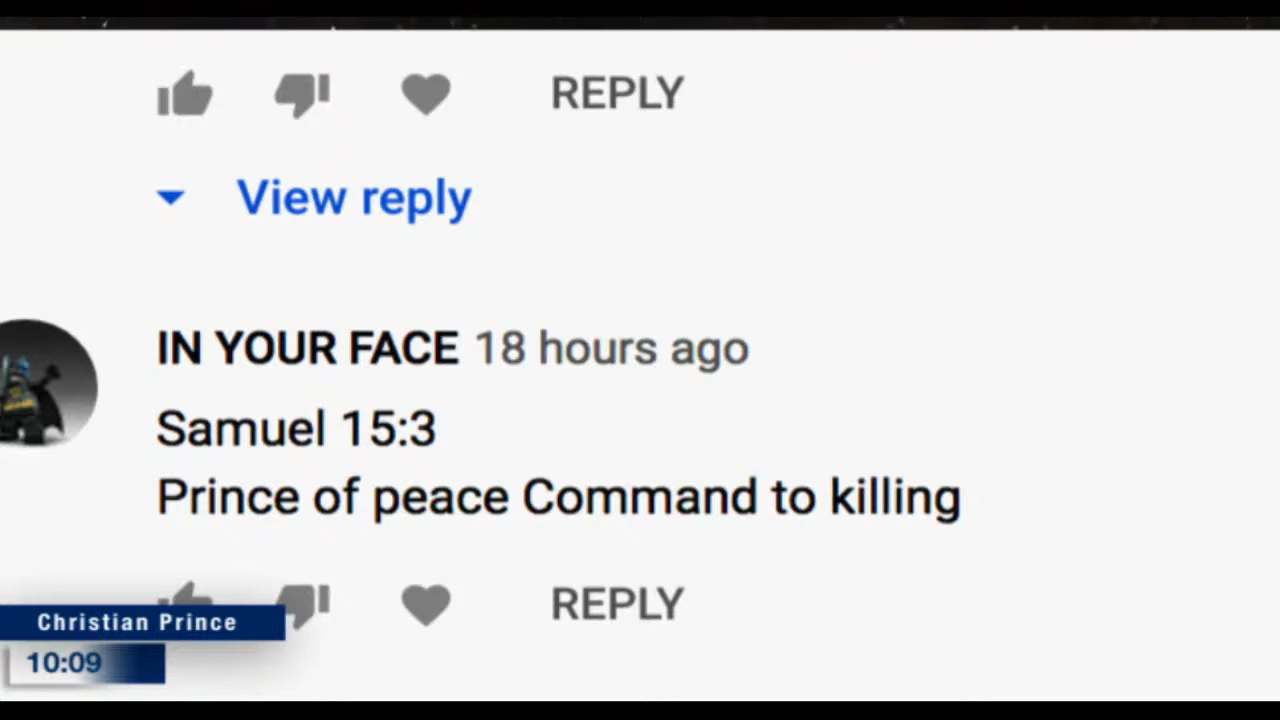 REPLY
View reply
IN YOUR FACE 18 hours ago
Samuel 15:3
Prince of peace Command to killing
REPLY
Christian Prince
10:09